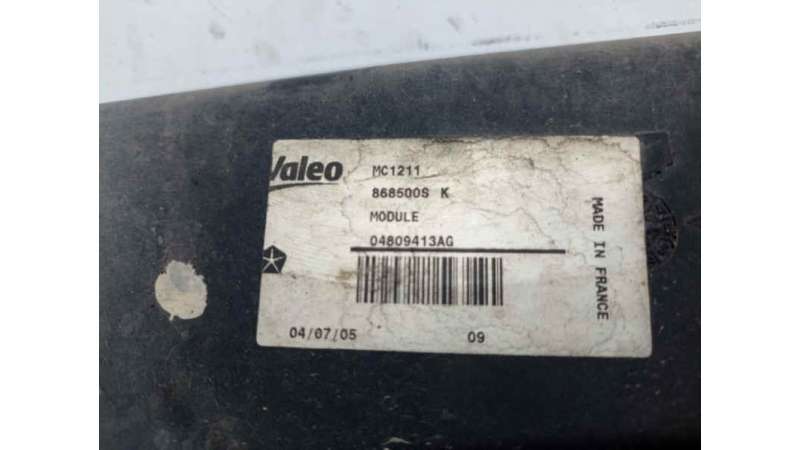 Valeo
MC1211
868500S K
MODULE
04809413AG
04/07/05
09
MADE IN FRANCE